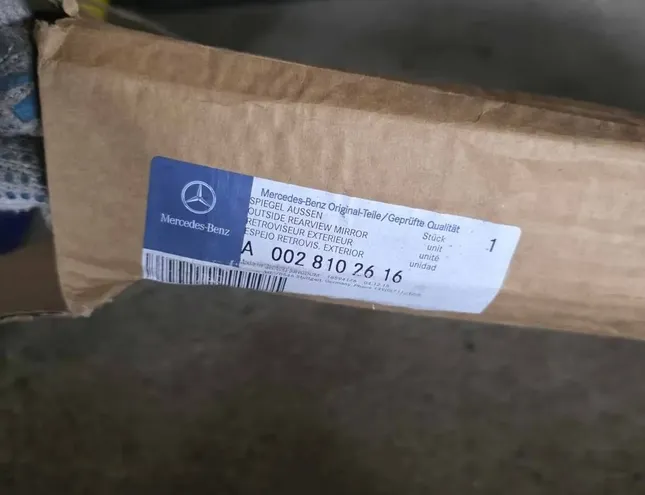 Mercedes-Benz
Mercedes-Benz Original-Teile/Geprüfte Qualität
SPIEGEL AUSSEN
OUTSIDE REARVIEW MIRROR
RETROVISEUR EXTERIEUR
ESPEJO RETROVIS. EXTERIOR
Stück
unit
unité
unidad
1
A 002 810 26 16